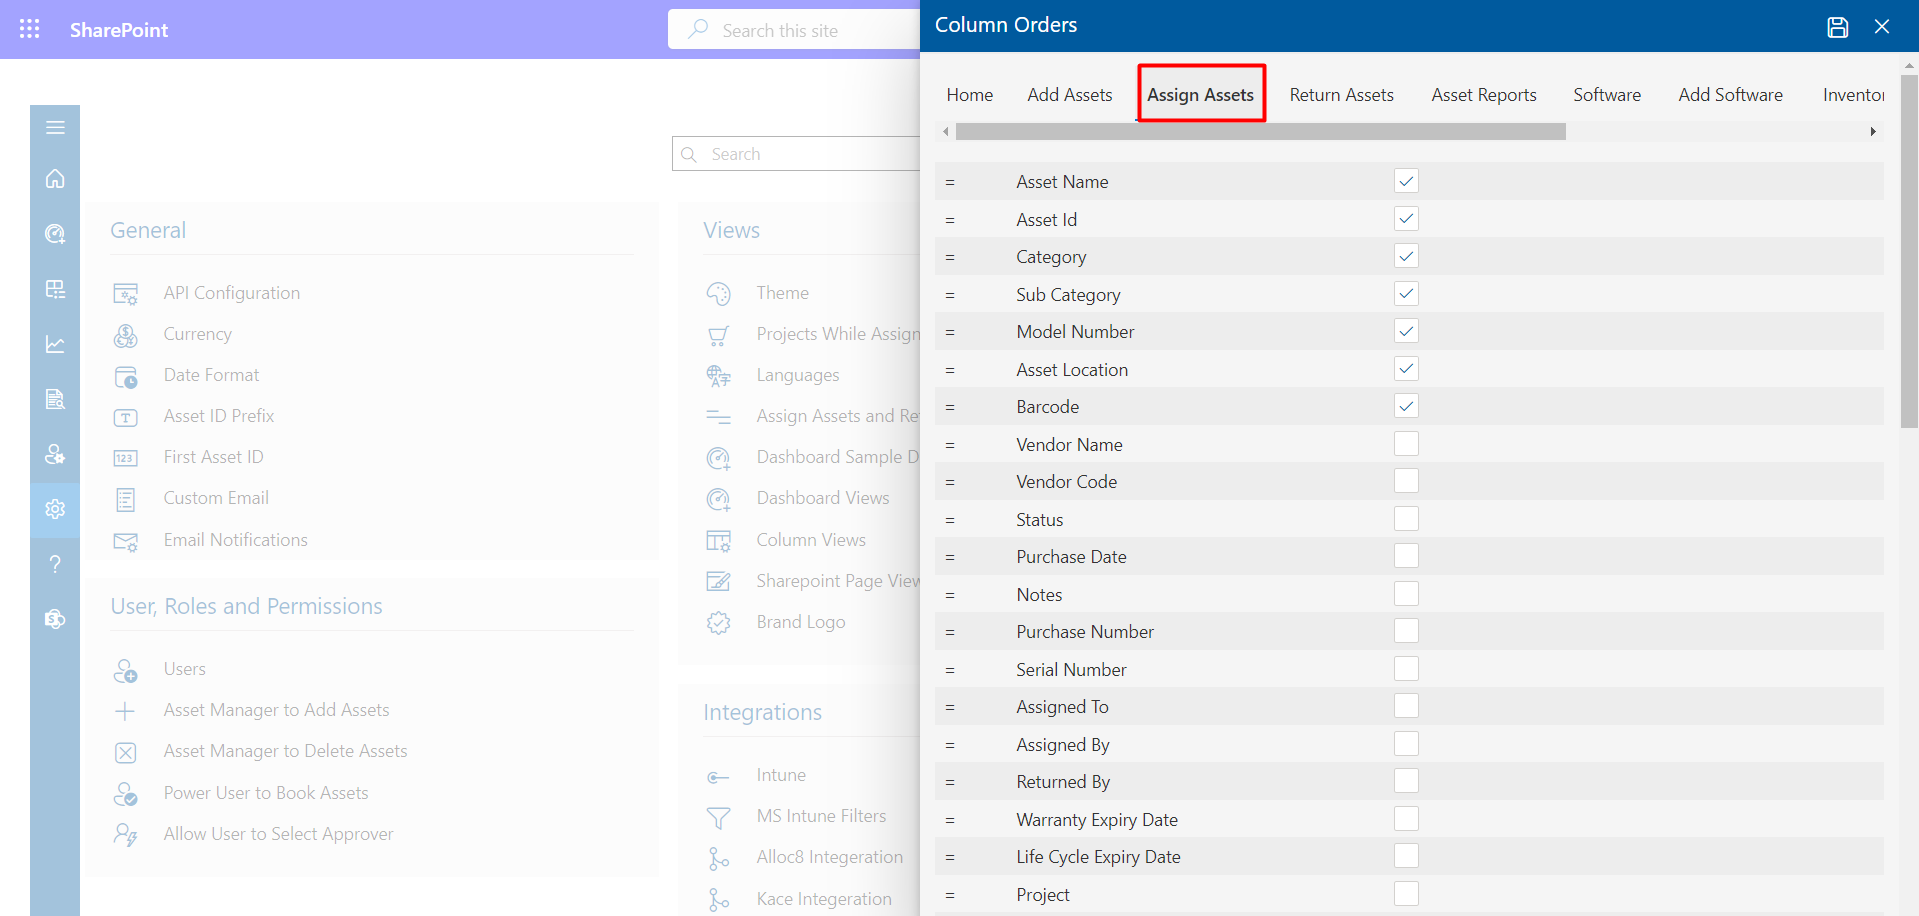 SharePoint
Search this site
Search
General
API Configuration
Currency
Date Format
Asset ID Prefix
First Asset ID
Custom Email
Email Notifications
User, Roles and Permissions
Users
Asset Manager to Add Assets
Asset Manager to Delete Assets
Power User to Book Assets
Allow User to Select Approver
Views
Theme
Projects While Assign
Languages
Assign Assets and Re
Dashboard Sample D
Dashboard Views
Column Views
Sharepoint Page View
Brand Logo
Integrations
Intune
MS Intune Filters
Alloc8 Integeration
Kace Integeration
Column Orders
Home Add Assets Assign Assets Return Assets Asset Reports Software Add Software Inventor
= Asset Name
= Asset Id
= Category
= Sub Category
= Model Number
= Asset Location
= Barcode
= Vendor Name
= Vendor Code
= Status
= Purchase Date
= Notes
= Purchase Number
= Serial Number
= Assigned To
= Assigned By
= Returned By
= Warranty Expiry Date
= Life Cycle Expiry Date
= Project